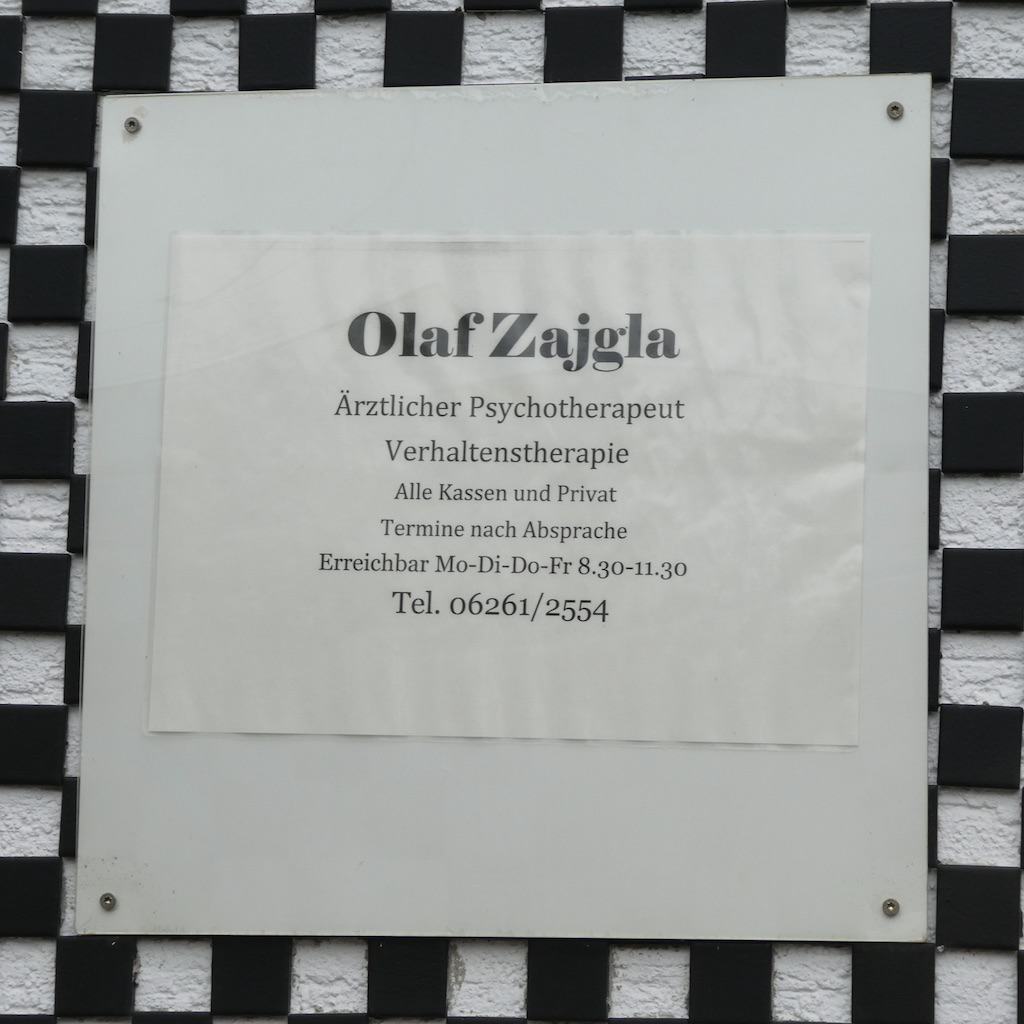 Olaf Zajgla
Ärztlicher Psychotherapeut
Verhaltenstherapie
Alle Kassen und Privat
Termine nach Absprache
Erreichbar Mo-Di-Do-Fr 8.30-11.30
Tel. 06261/2554